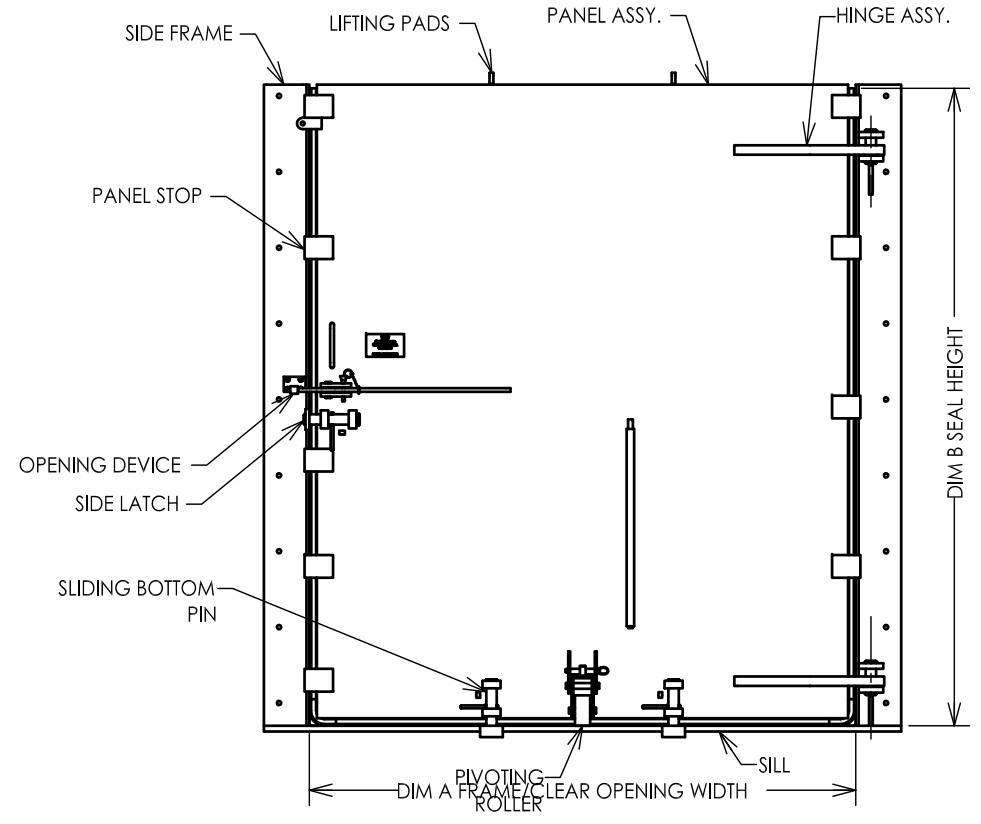 SIDE FRAME
LIFTING PADS
PANEL ASSY.
HINGE ASSY.
PANEL STOP
DIM B SEAL HEIGHT
OPENING DEVICE
SIDE LATCH
SLIDING BOTTOM
PIN
SILL
PIVOTING
ROLLER
DIM A FRAME/CLEAR OPENING WIDTH